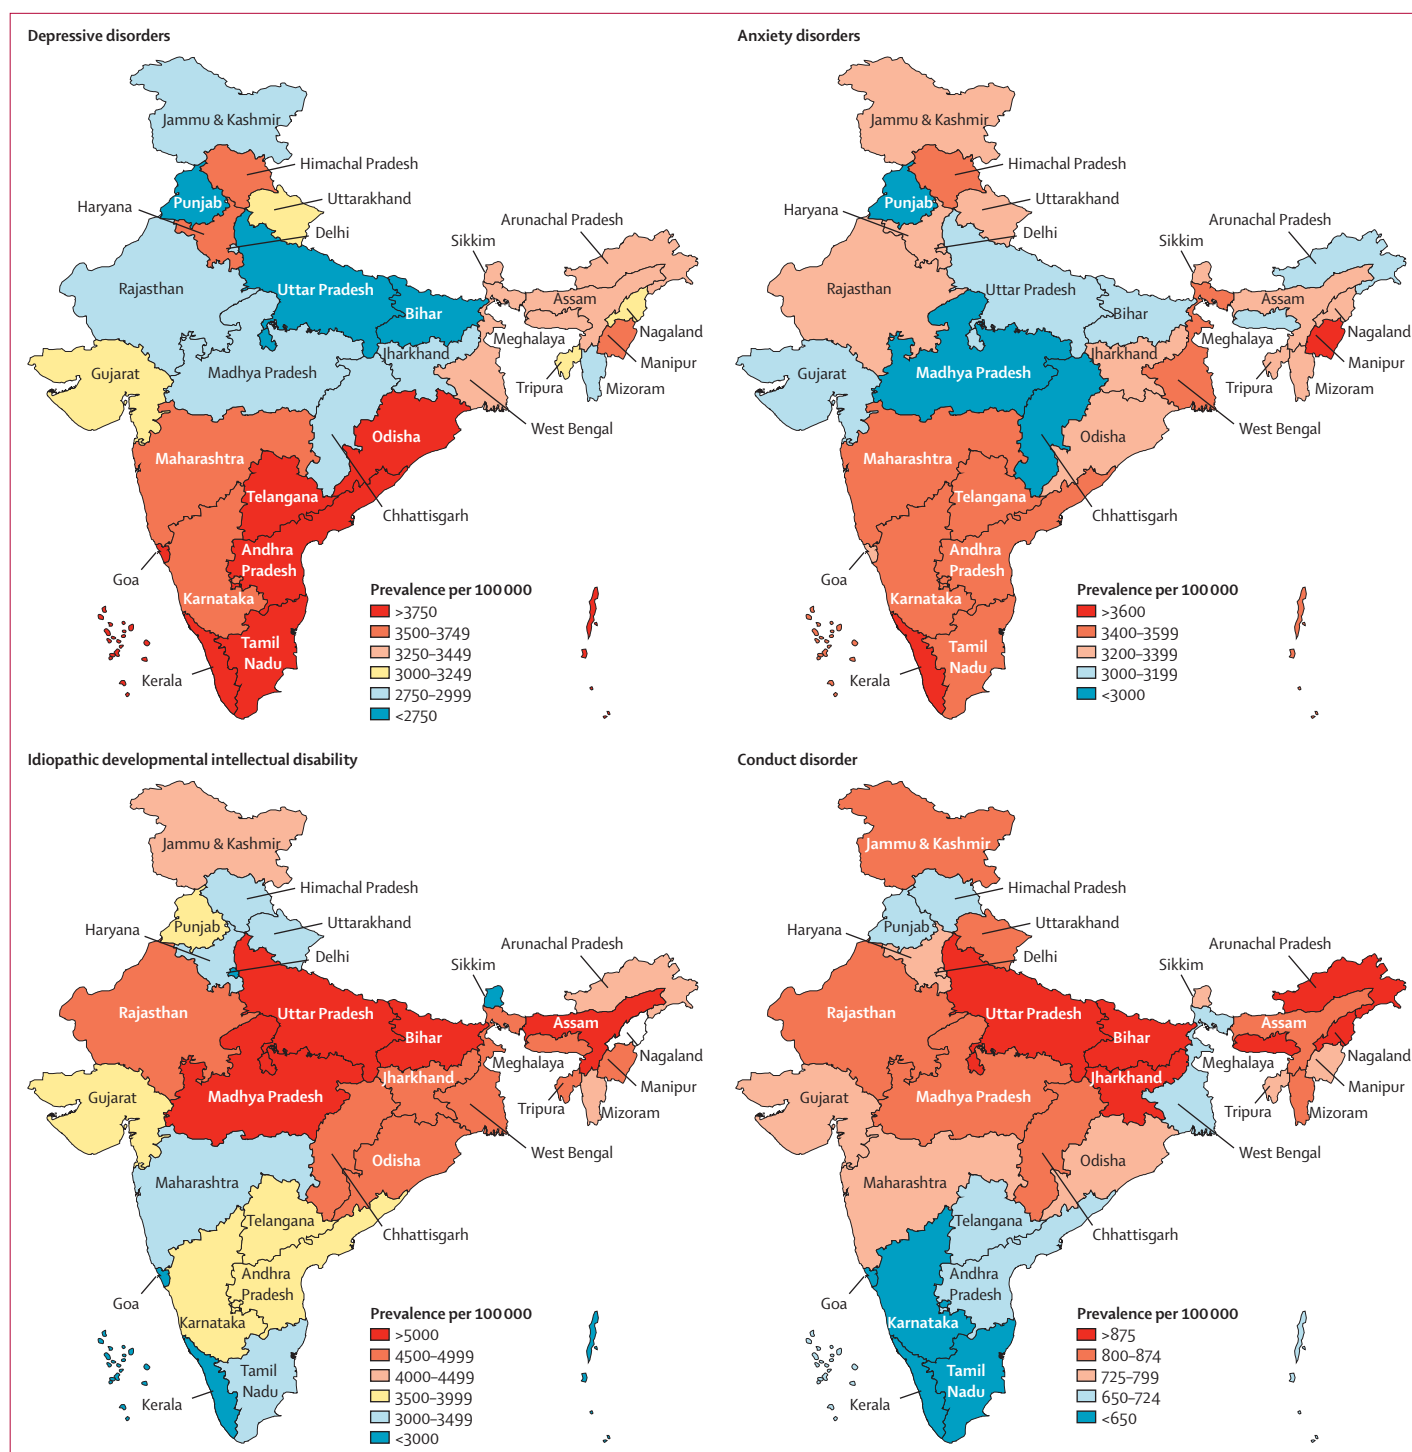 Depressive disorders
Jammu & Kashmir
Himachal Pradesh
Punjab
Uttarakhand
Haryana
Arunachal Pradesh
Delhi
Sikkim
Rajasthan
Uttar Pradesh
Assam
Bihar
Nagaland
Meghalaya
Jharkhand
Manipur
Gujarat
Madhya Pradesh
Tripura
Mizoram
West Bengal
Odisha
Maharashtra
Telangana
Chhattisgarh
Andhra
Pradesh
Goa
Karnataka
Tamil
Nadu
Kerala
Prevalence per 100 000
>3750
3500–3749
3250–3449
3000–3249
2750–2999
<2750
Anxiety disorders
Jammu & Kashmir
Himachal Pradesh
Punjab
Uttarakhand
Haryana
Arunachal Pradesh
Delhi
Sikkim
Rajasthan
Uttar Pradesh
Assam
Bihar
Nagaland
Meghalaya
Jharkhand
Manipur
Gujarat
Madhya Pradesh
Tripura
Mizoram
West Bengal
Odisha
Maharashtra
Telangana
Chhattisgarh
Andhra
Pradesh
Goa
Karnataka
Tamil
Nadu
Kerala
Prevalence per 100 000
>3600
3400–3599
3200–3399
3000–3199
<3000
Idiopathic developmental intellectual disability
Jammu & Kashmir
Himachal Pradesh
Punjab
Uttarakhand
Haryana
Arunachal Pradesh
Delhi
Sikkim
Rajasthan
Uttar Pradesh
Assam
Bihar
Nagaland
Meghalaya
Jharkhand
Manipur
Gujarat
Madhya Pradesh
Tripura
Mizoram
West Bengal
Odisha
Maharashtra
Telangana
Chhattisgarh
Andhra
Pradesh
Goa
Karnataka
Tamil
Nadu
Kerala
Prevalence per 100 000
>5000
4500–4999
4000–4499
3500–3999
3000–3499
<3000
Conduct disorder
Jammu & Kashmir
Himachal Pradesh
Punjab
Uttarakhand
Haryana
Arunachal Pradesh
Delhi
Sikkim
Rajasthan
Uttar Pradesh
Assam
Bihar
Nagaland
Meghalaya
Jharkhand
Manipur
Gujarat
Madhya Pradesh
Tripura
Mizoram
West Bengal
Odisha
Maharashtra
Telangana
Chhattisgarh
Andhra
Pradesh
Goa
Karnataka
Tamil
Nadu
Kerala
Prevalence per 100 000
>875
800–874
725–799
650–724
<650